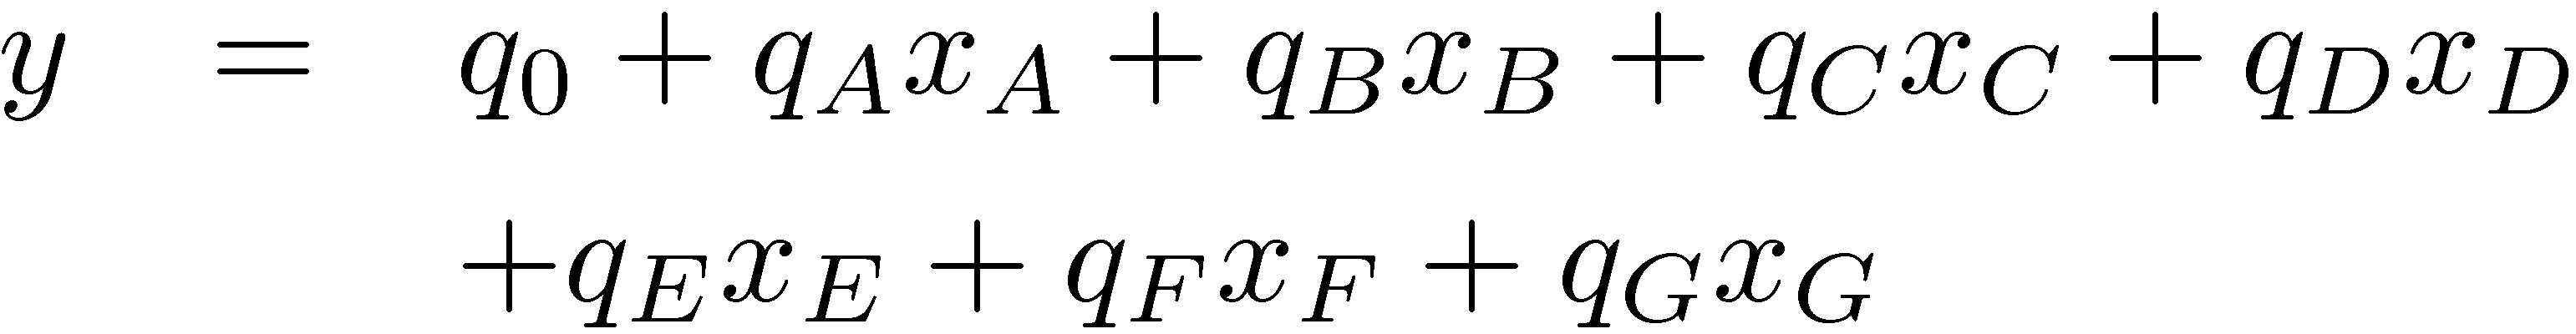 y = q_0 + q_A x_A + q_B x_B + q_C x_C + q_D x_D
+ q_E x_E + q_F x_F + q_G x_G